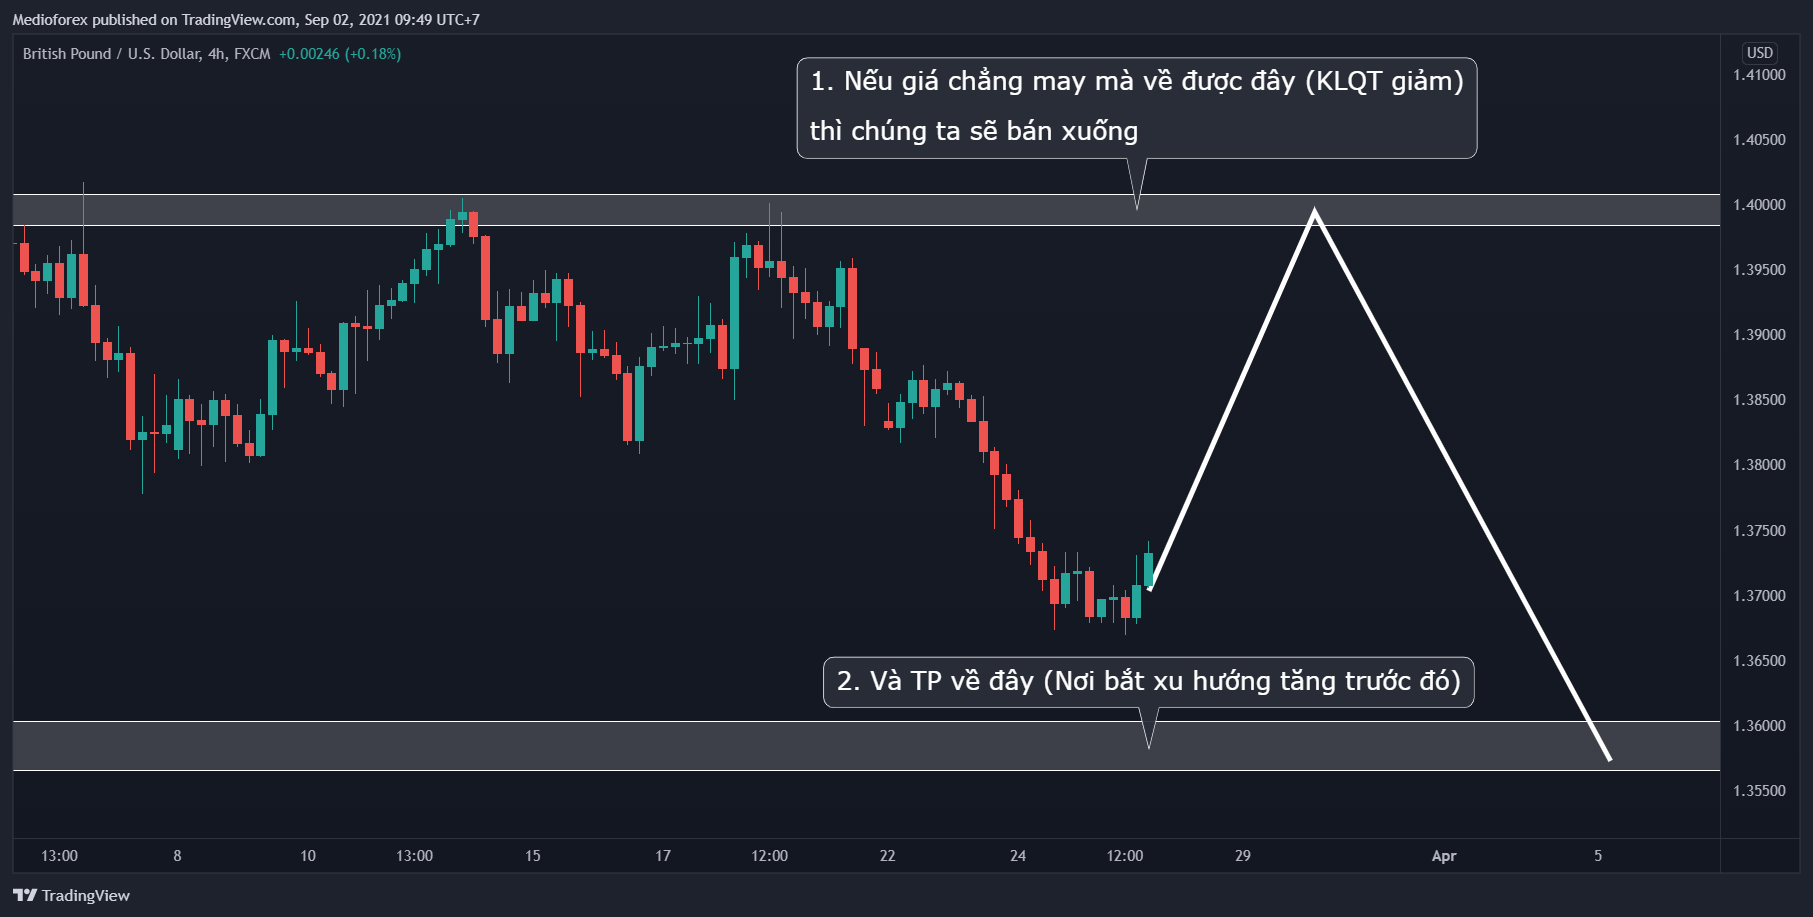 Medioforex published on TradingView.com, Sep 02, 2021 09:49 UTC+7
British Pound / U.S. Dollar, 4h, FXCM +0.00246 (+0.18%)
USD
1. Nếu giá chẳng may mà về được đây (KLQT giảm)
thì chúng ta sẽ bán xuống
1.41000
1.40500
1.40000
1.39500
1.39000
1.38500
1.38000
1.37500
1.37000
1.36500
2. Và TP về đây (Nơi bắt xu hướng tăng trước đó)
1.36000
1.35500
13:00 8 10 13:00 15 17 12:00 22 24 12:00 29 Apr 5
TradingView